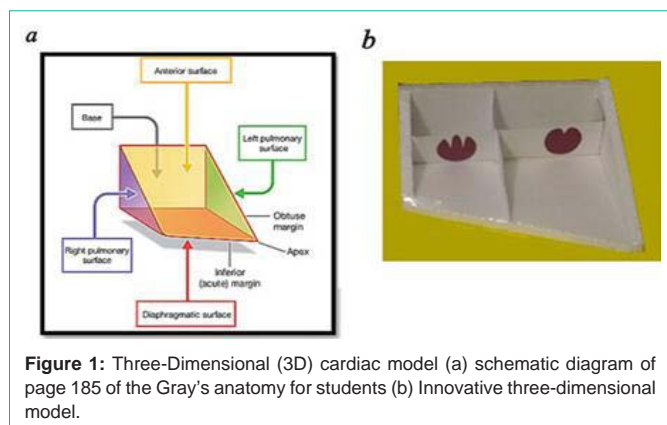 a
b
Anterior surface
Base
Left pulmonary
surface
Obtuse
margin
Apex
Right pulmonary
surface
Inferior
(acute) margin
Diaphragmatic surface
Figure 1: Three-Dimensional (3D) cardiac model (a) schematic diagram of
page 185 of the Gray's anatomy for students (b) Innovative three-dimensional
model.